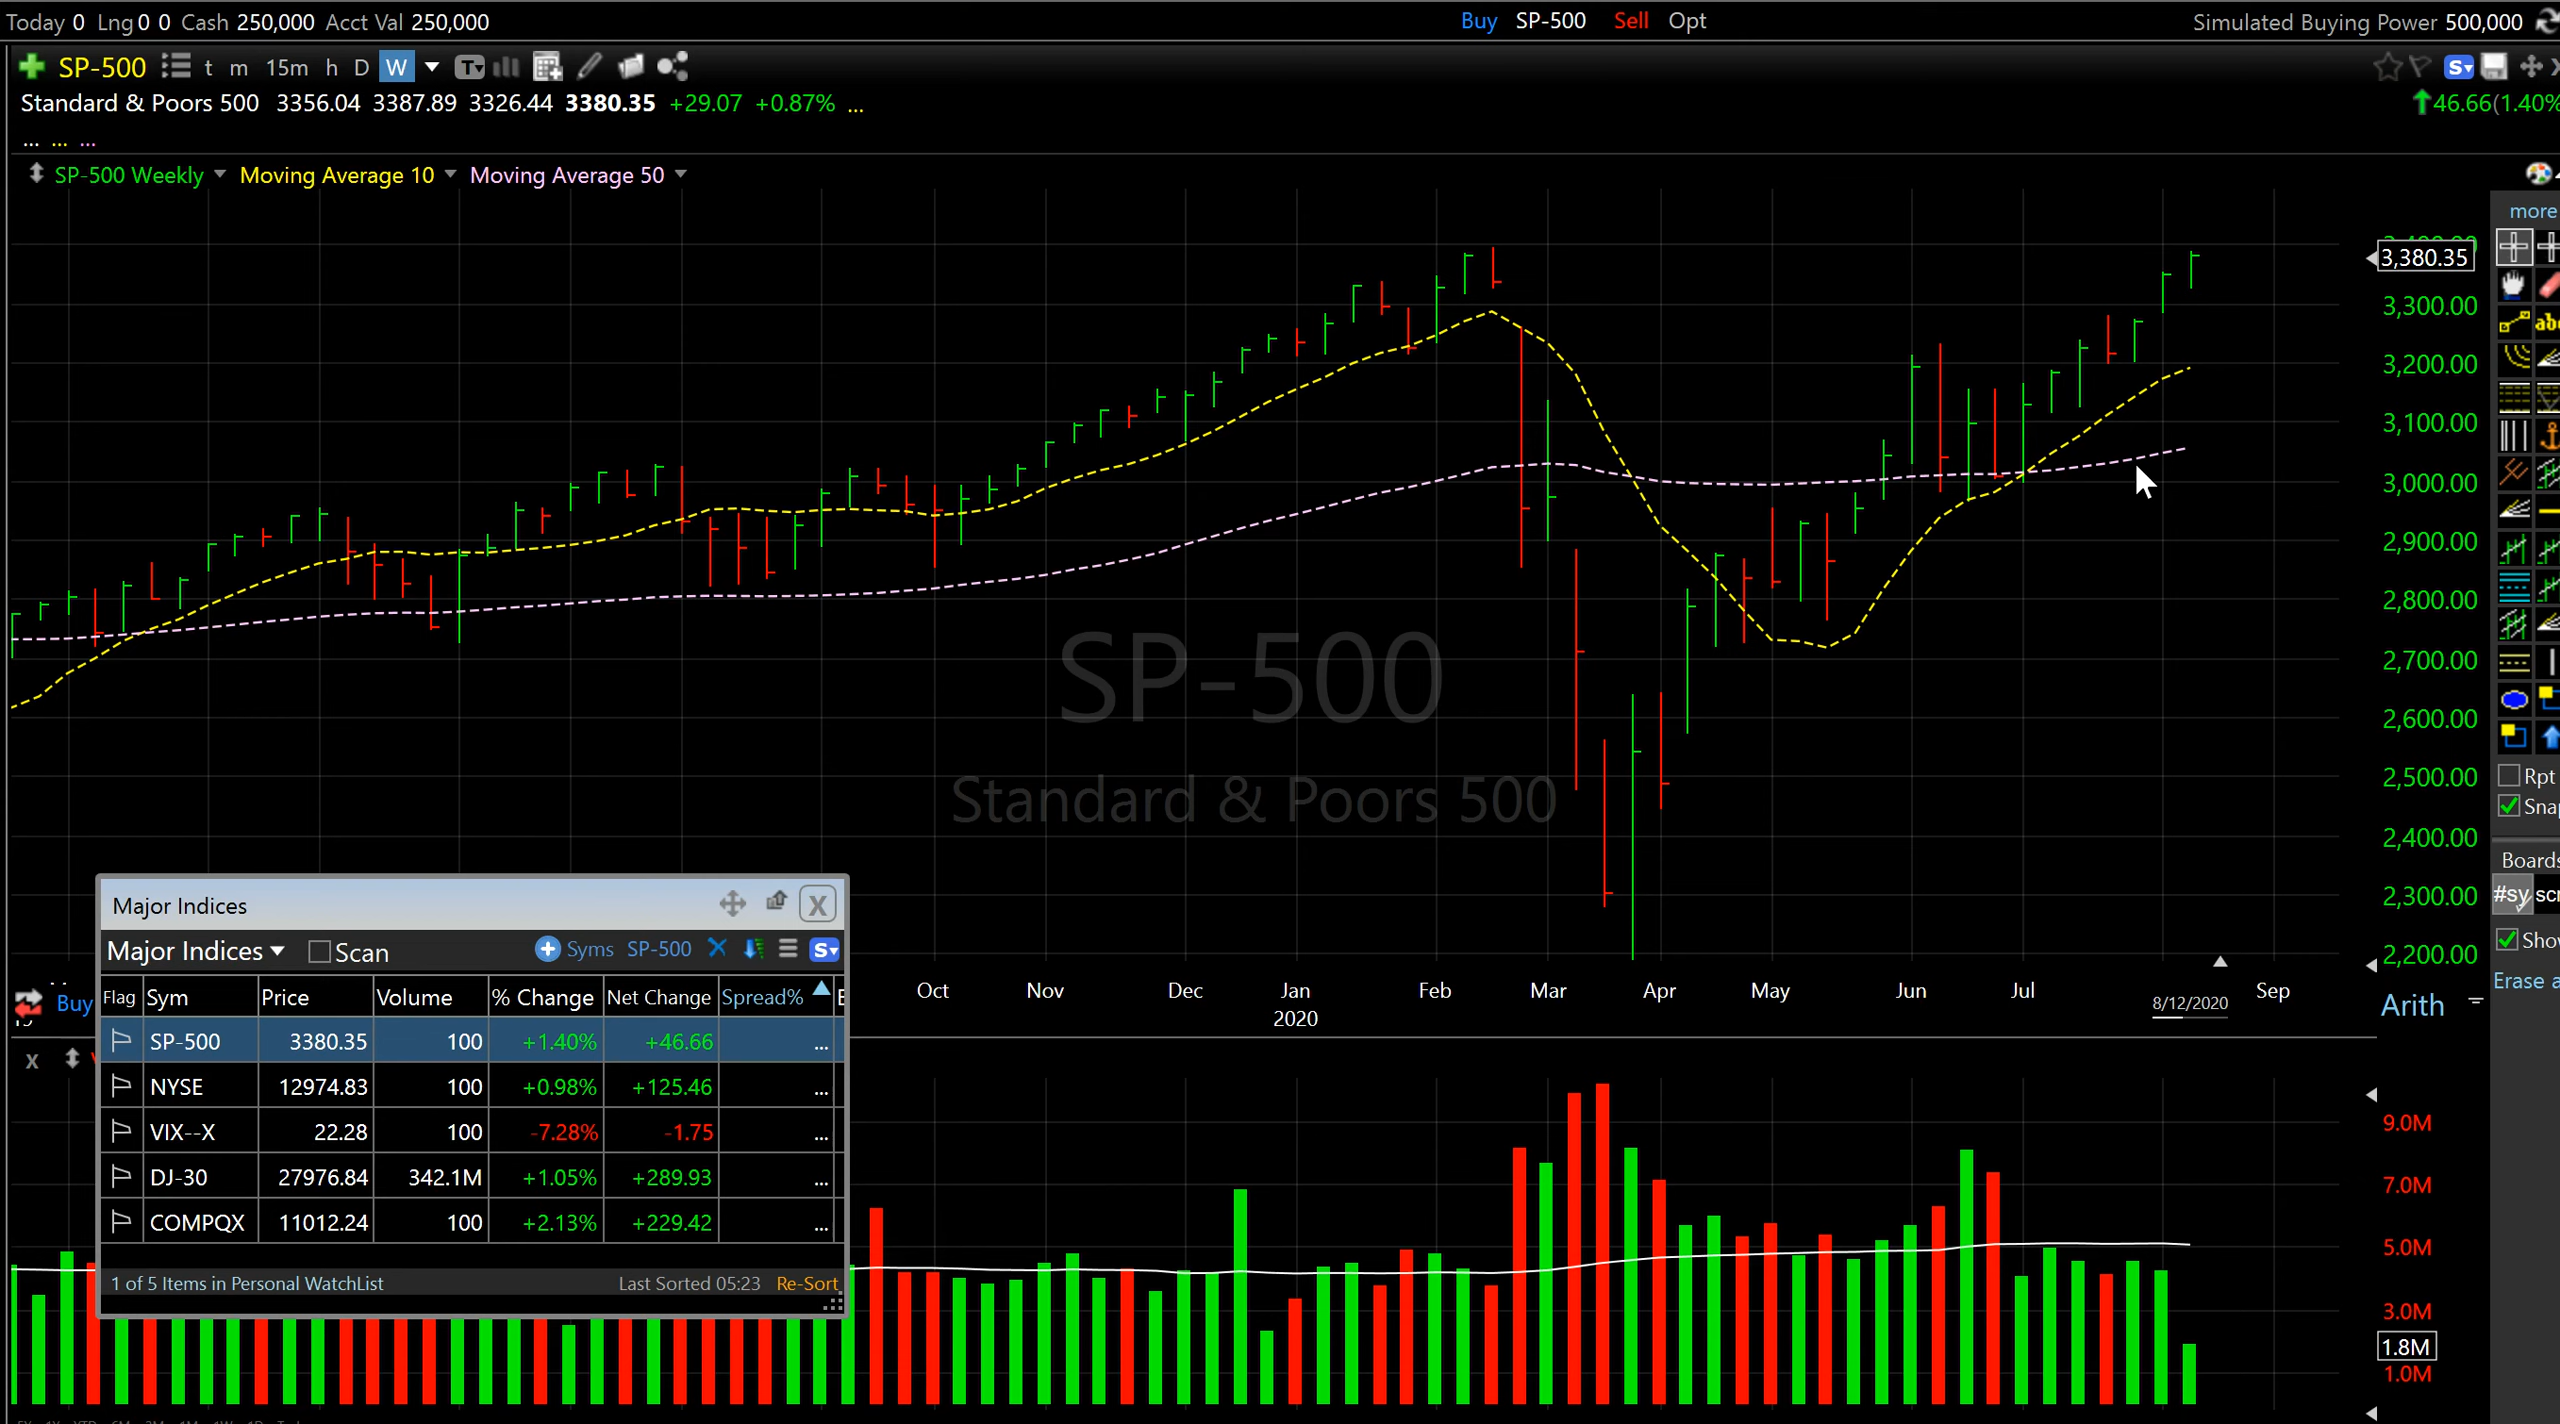 Today 0 Lng 0 0 Cash 250,000 Acct Val 250,000
Buy SP-500 Sell Opt
Simulated Buying Power 500,000
SP-500 t m 15m h D W T S
Standard & Poors 500 3356.04 3387.89 3326.44 3380.35 +29.07 +0.87% ...
46.66(1.40%
... ... ...
SP-500 Weekly Moving Average 10 Moving Average 50
more
3,380.35
3,300.00
3,200.00
3,100.00
3,000.00
2,900.00
2,800.00
2,700.00
2,600.00
2,500.00
2,400.00
2,300.00
2,200.00
SP-500
Standard & Poors 500
Rpt
Snap
Boards
#sy scr
Show
Erase a
Oct Nov Dec Jan Feb Mar Apr May Jun Jul 8/12/2020 Sep
2020
Arith
Buy
X
Major Indices X
Major Indices Scan Syms SP-500 S
Flag Sym Price Volume % Change Net Change Spread%
SP-500 3380.35 100 +1.40% +46.66 ...
NYSE 12974.83 100 +0.98% +125.46 ...
VIX--X 22.28 100 -7.28% -1.75 ...
DJ-30 27976.84 342.1M +1.05% +289.93 ...
COMPQX 11012.24 100 +2.13% +229.42 ...
1 of 5 Items in Personal WatchList Last Sorted 05:23 Re-Sort
9.0M
7.0M
5.0M
3.0M
1.8M
1.0M